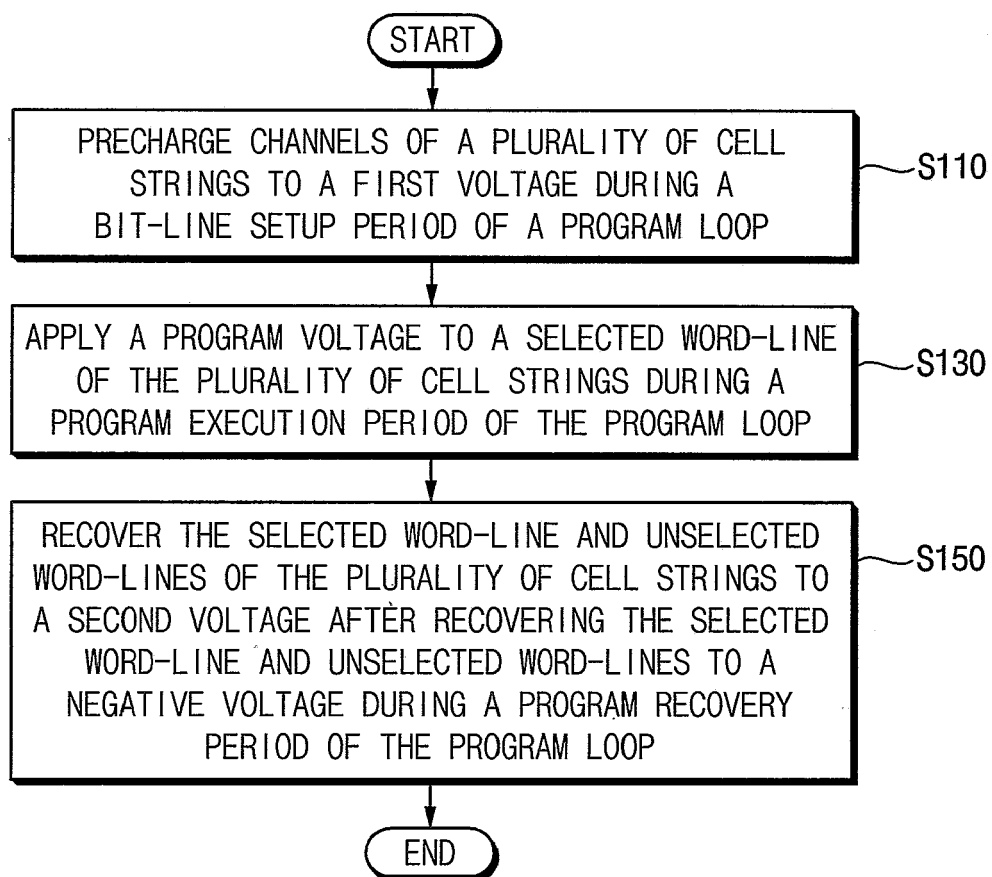 START
PRECHARGE CHANNELS OF A PLURALITY OF CELL
STRINGS TO A FIRST VOLTAGE DURING A
BIT-LINE SETUP PERIOD OF A PROGRAM LOOP
S110
APPLY A PROGRAM VOLTAGE TO A SELECTED WORD-LINE
OF THE PLURALITY OF CELL STRINGS DURING A
PROGRAM EXECUTION PERIOD OF THE PROGRAM LOOP
S130
RECOVER THE SELECTED WORD-LINE AND UNSELECTED
WORD-LINES OF THE PLURALITY OF CELL STRINGS TO
A SECOND VOLTAGE AFTER RECOVERING THE SELECTED
WORD-LINE AND UNSELECTED WORD-LINES TO A
NEGATIVE VOLTAGE DURING A PROGRAM RECOVERY
PERIOD OF THE PROGRAM LOOP
S150
END